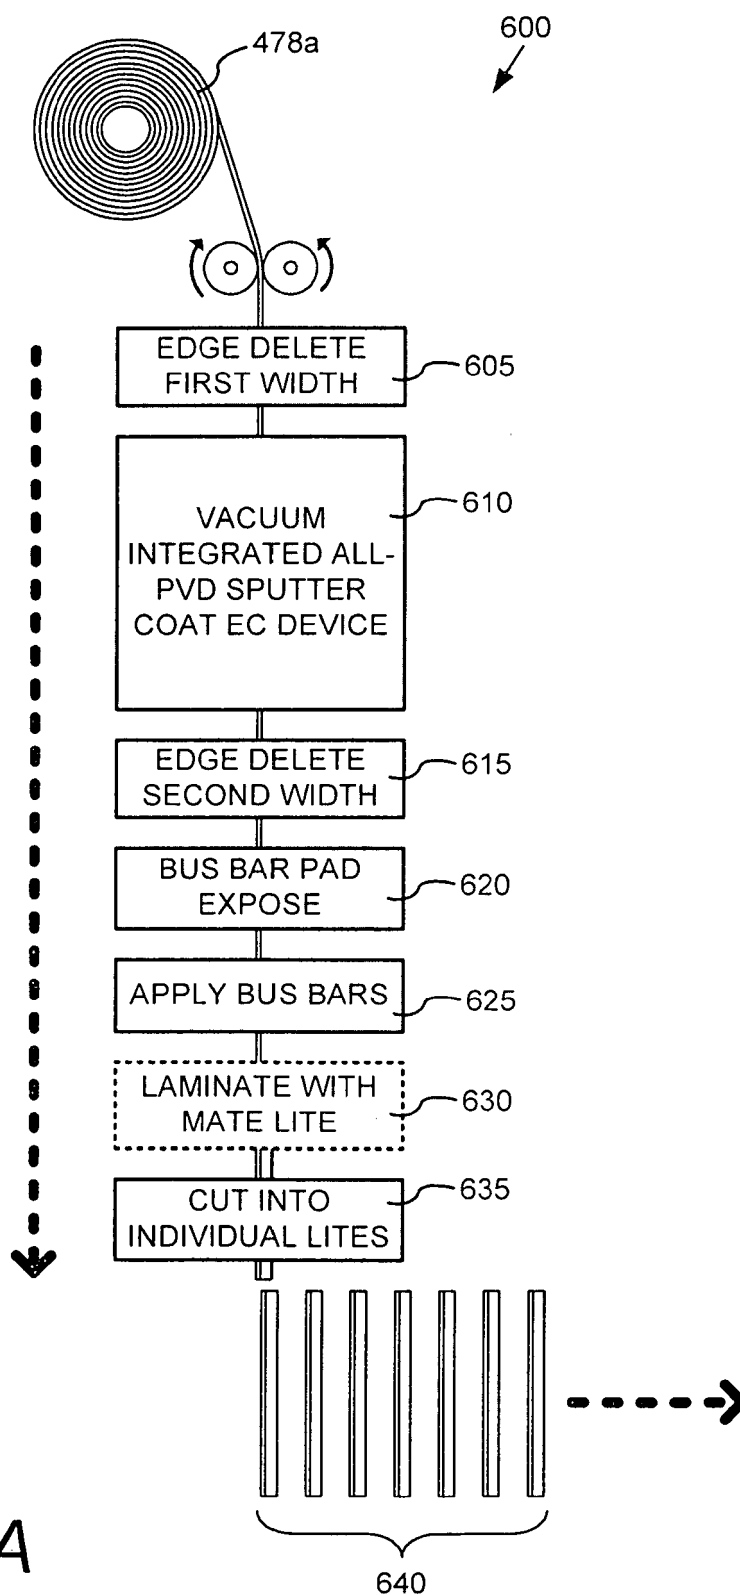 600
478a
EDGE DELETE
FIRST WIDTH
605
VACUUM
INTEGRATED ALL-
PVD SPUTTER
COAT EC DEVICE
610
EDGE DELETE
SECOND WIDTH
615
BUS BAR PAD
EXPOSE
620
APPLY BUS BARS
625
LAMINATE WITH
MATE LITE
630
CUT INTO
INDIVIDUAL LITES
635
640
A